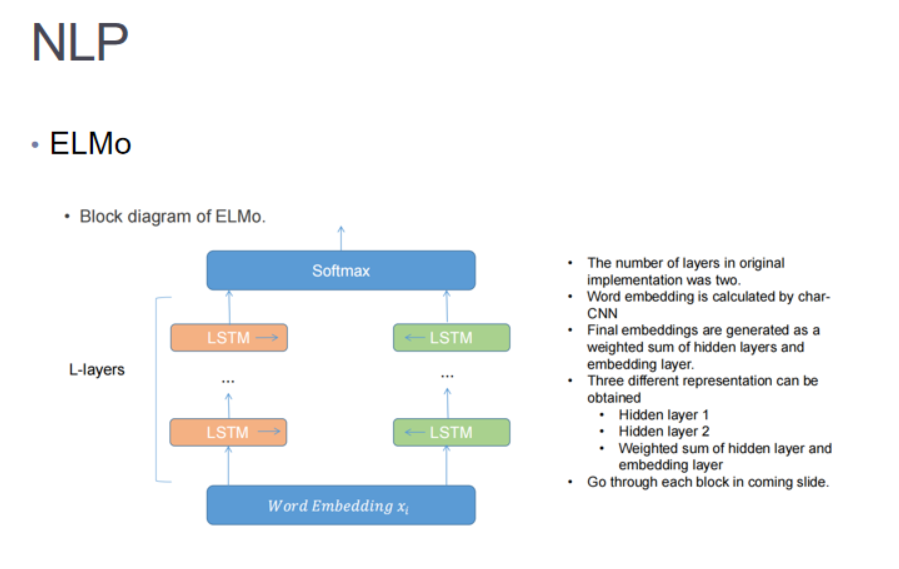 NLP
• ELMo
• Block diagram of ELMo.
Softmax
LSTM →
← LSTM
L-layers
...
...
LSTM →
← LSTM
Word Embedding xᵢ
• The number of layers in original
implementation was two.
• Word embedding is calculated by char-
CNN
• Final embeddings are generated as a
weighted sum of hidden layers and
embedding layer.
• Three different representation can be
obtained
• Hidden layer 1
• Hidden layer 2
• Weighted sum of hidden layer and
embedding layer
• Go through each block in coming slide.